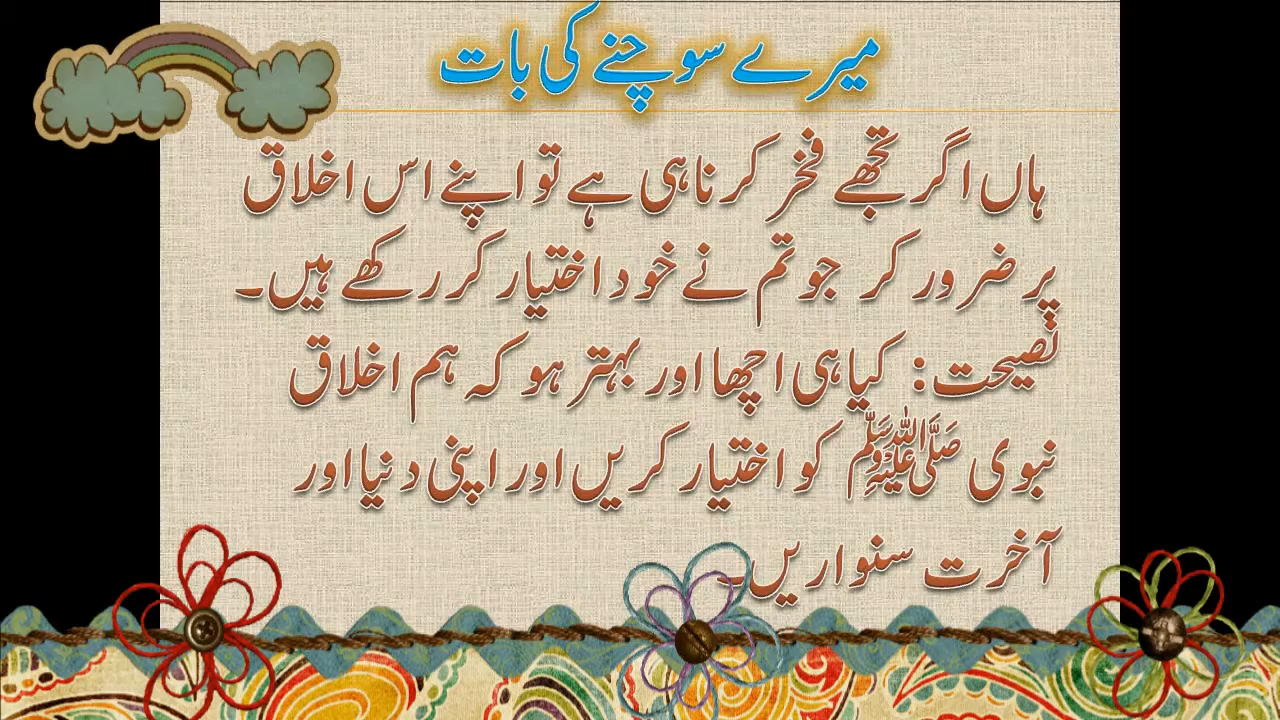 میرے سوچنے کی بات
ہاں اگر تجھے فخر کرنا ہی ہے تو اپنے اس اخلاق
پر ضرور کر جو تم نے خود اختیار کر رکھے ہیں۔
نصیحت: کیا ہی اچھا اور بہتر ہو کہ ہم اخلاق
نبوی ﷺ کو اختیار کریں اور اپنی دنیا اور
آخرت سنواریں۔